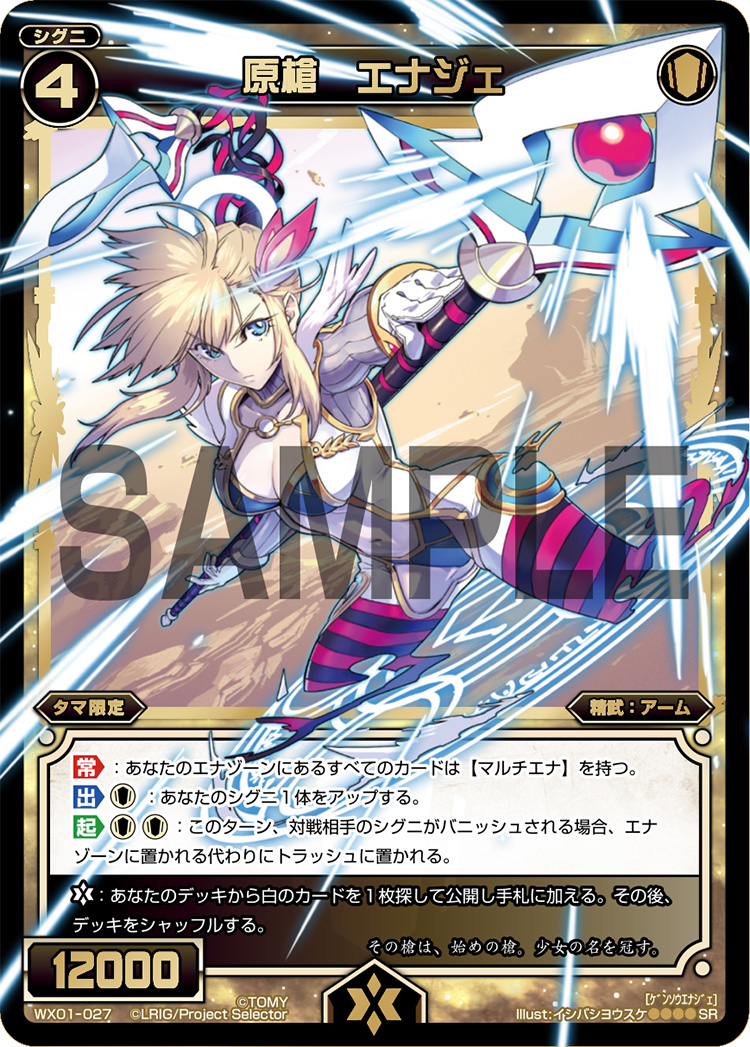 シグニ
4
原槍 エナジェ
SAMPLE
タマ限定
精武：アーム
常：あなたのエナゾーンにあるすべてのカードは【マルチエナ】を持つ。
出：あなたのシグニ１体をアップする。
起：このターン、対戦相手のシグニがバニッシュされる場合、エナ
ゾーンに置かれる代わりにトラッシュに置かれる。
：あなたのデッキから白のカードを１枚探して公開し手札に加える。その後、
デッキをシャッフルする。
その槍は、始めの槍。少女の名を冠す。
12000
©TOMY
[ｹﾞﾝｿｳｴﾅｼﾞｪ]
WX01-027 ©LRIG/Project Selector
Illust:イシバシヨウスケ
SR